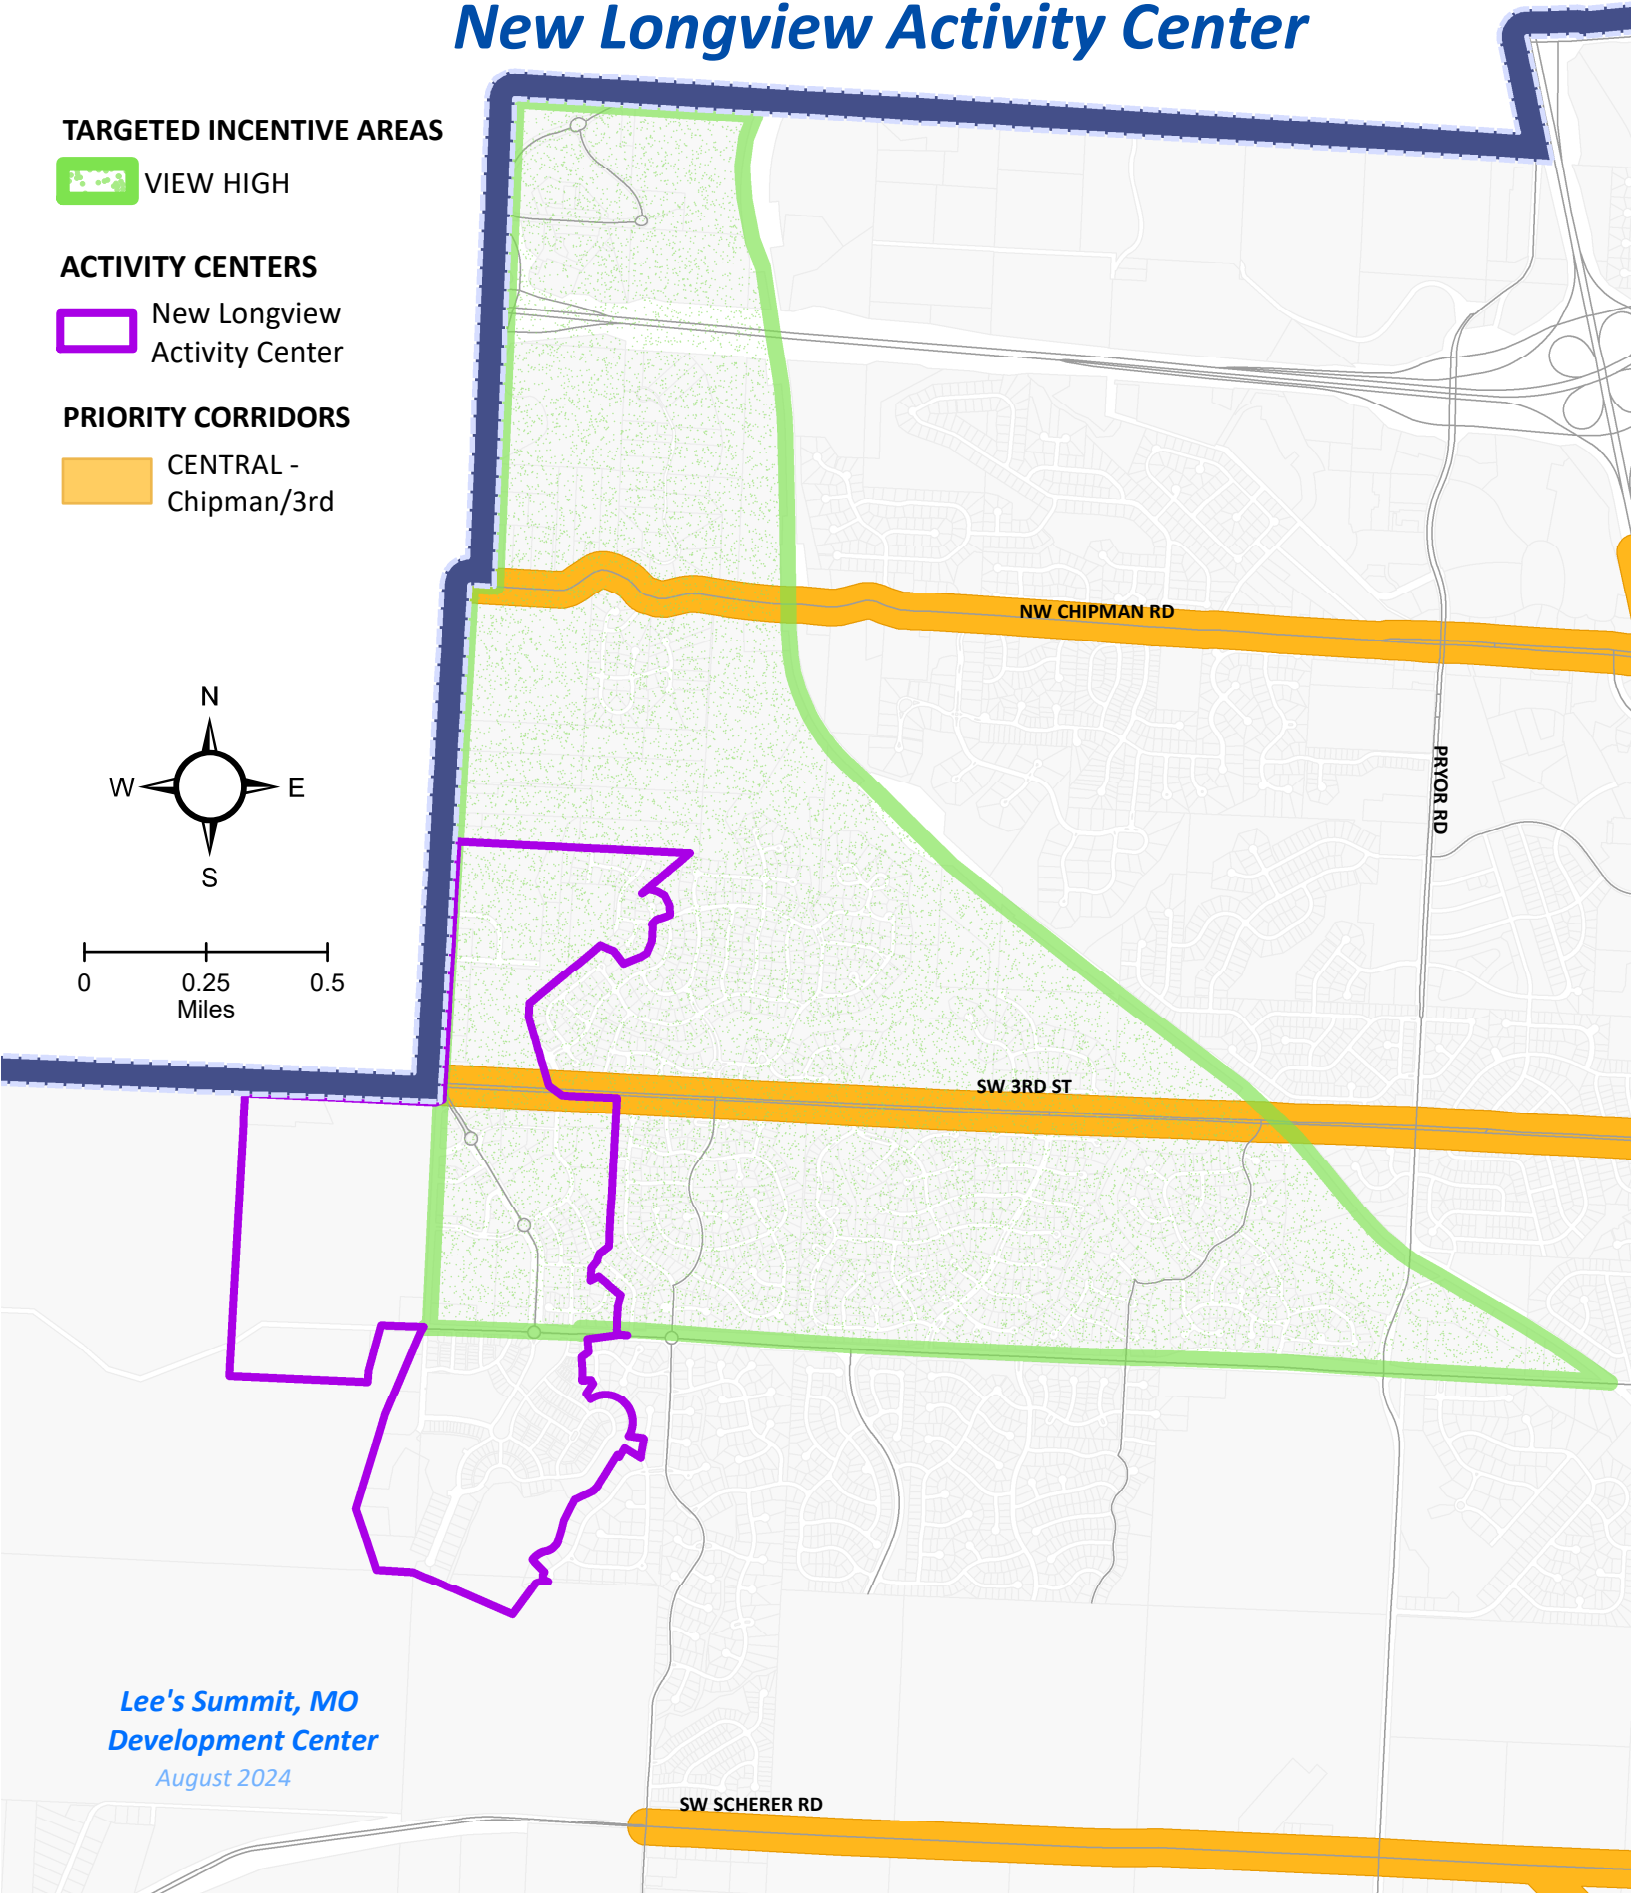 New Longview Activity Center
TARGETED INCENTIVE AREAS
VIEW HIGH
ACTIVITY CENTERS
New Longview
Activity Center
PRIORITY CORRIDORS
CENTRAL -
Chipman/3rd
NW CHIPMAN RD
N
W
E
S
PRYOR RD
0
0.25
0.5
Miles
SW 3RD ST
Lee's Summit, MO
Development Center
August 2024
SW SCHERER RD